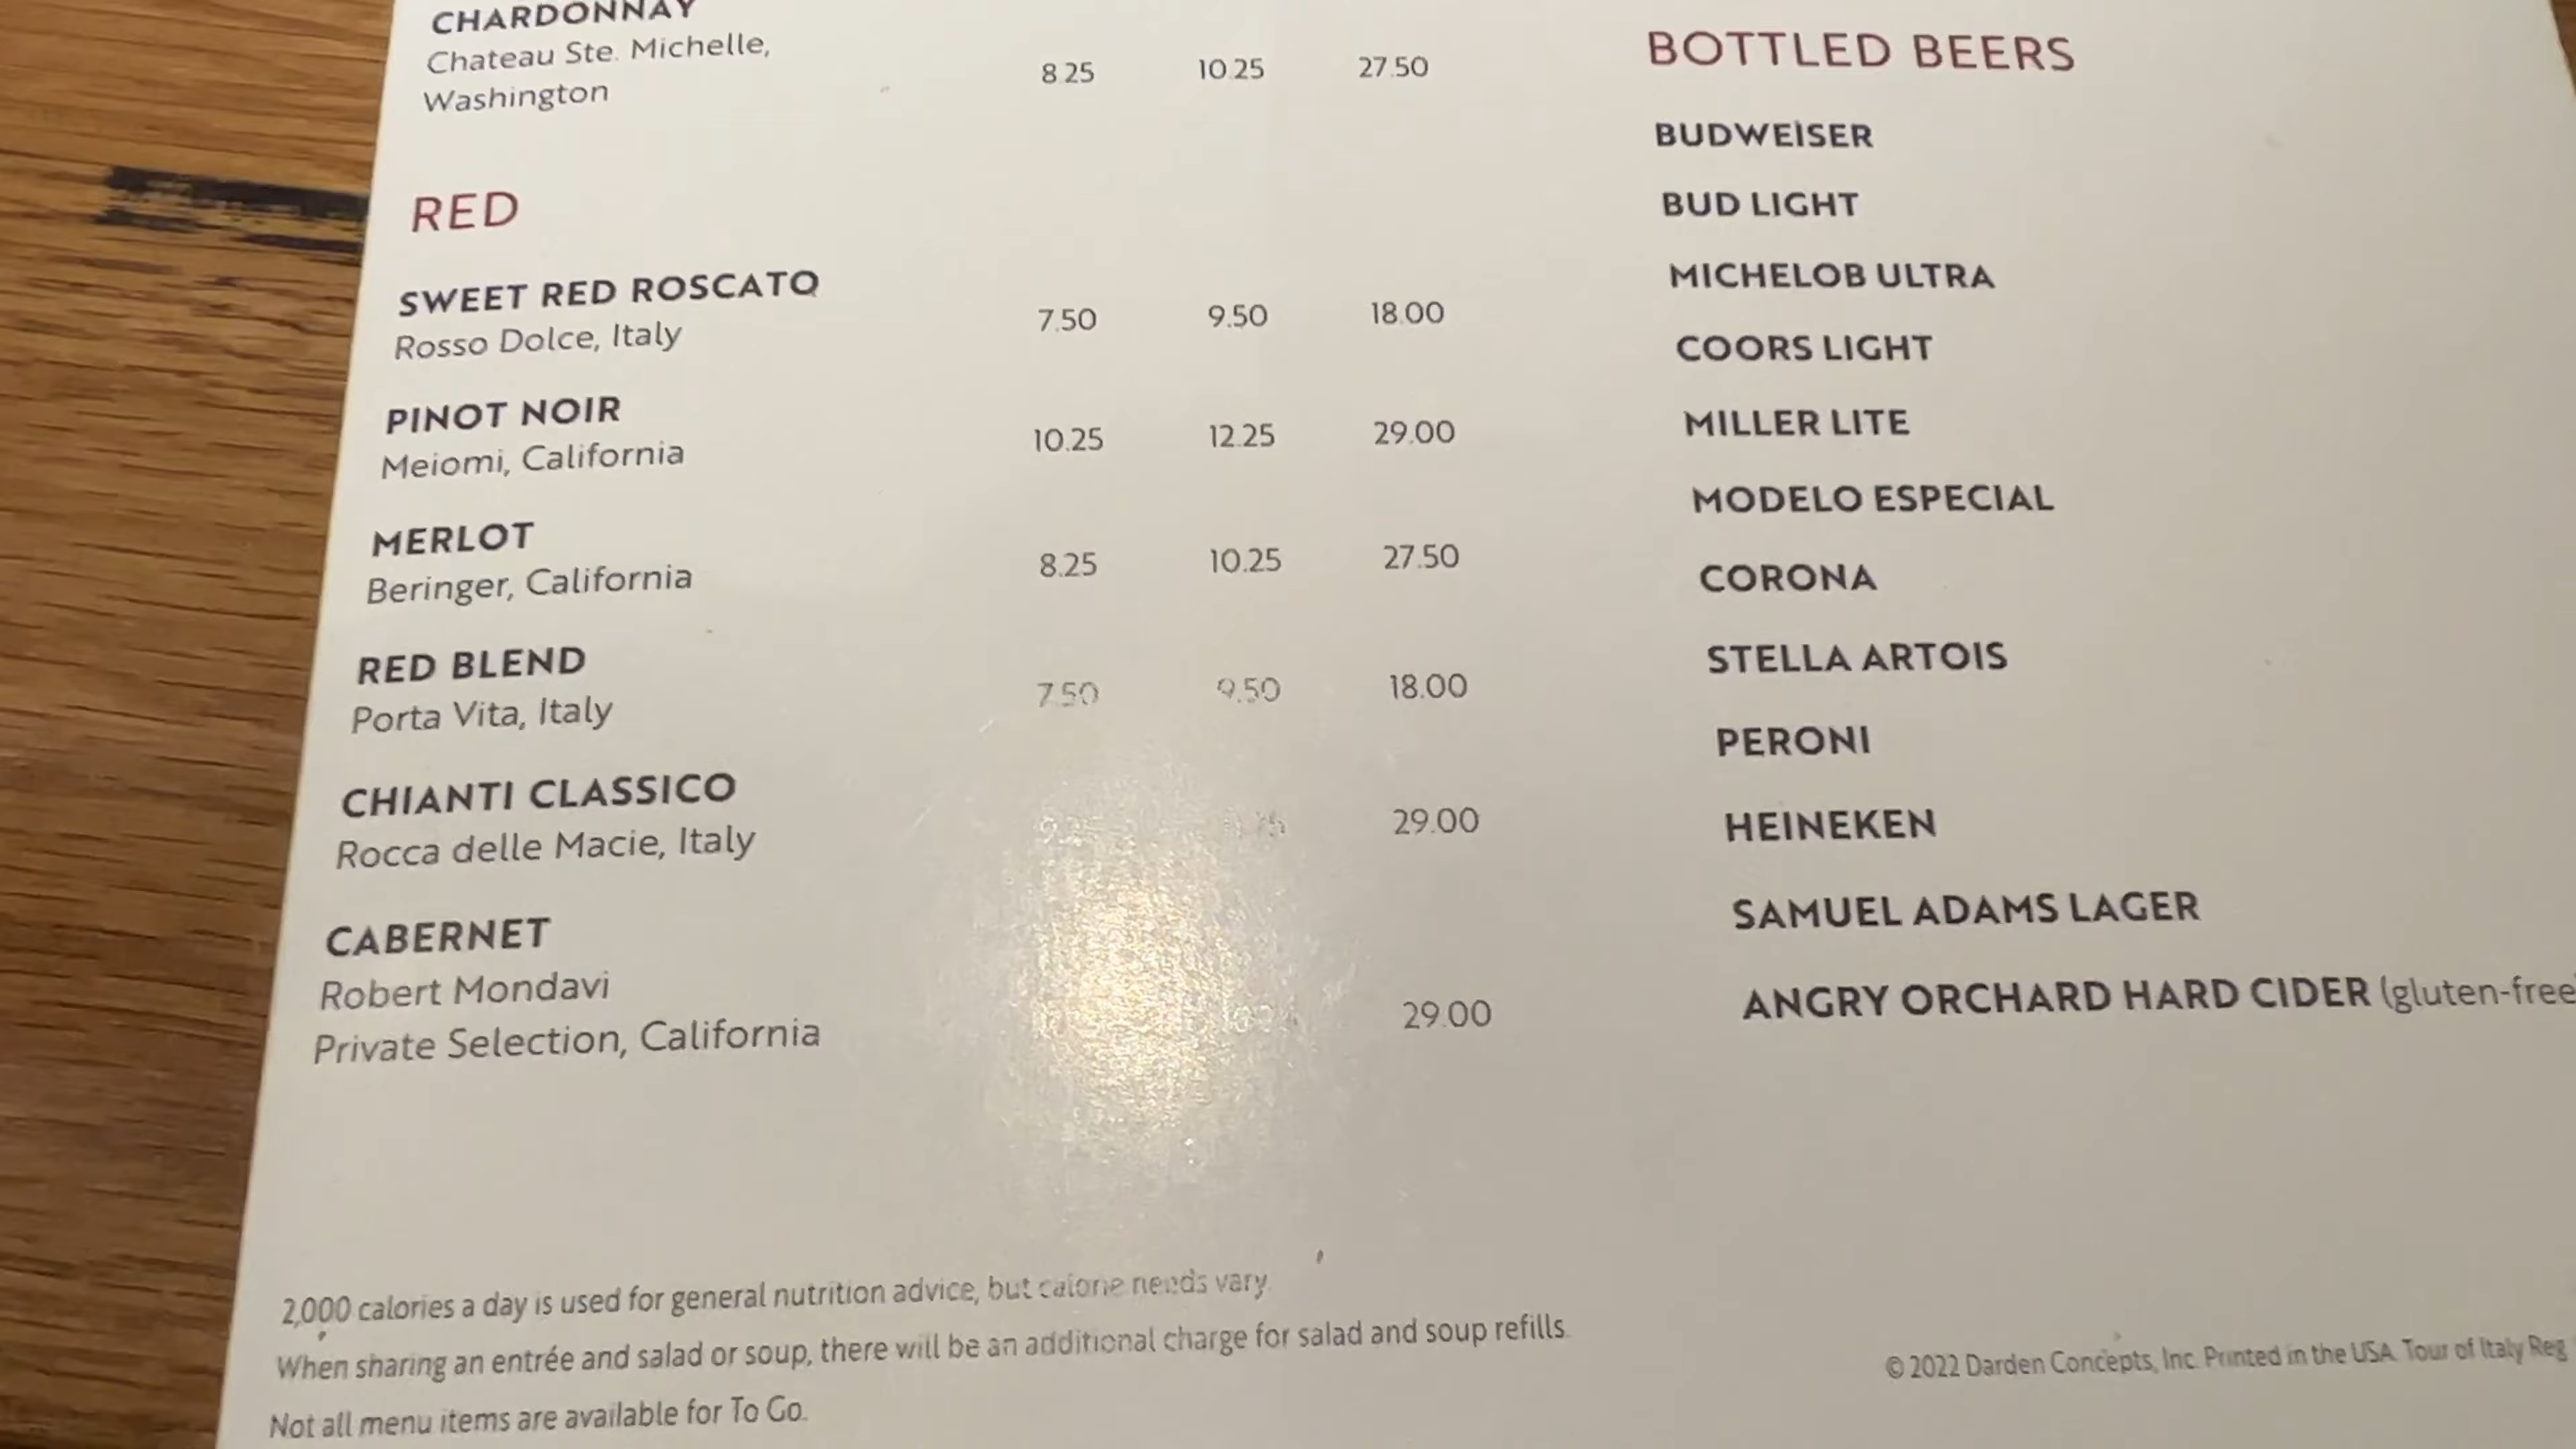 CHARDONNAY
Chateau Ste. Michelle,
Washington
8.25 10.25 27.50
RED
SWEET RED ROSCATO
Rosso Dolce, Italy
7.50 9.50 18.00
PINOT NOIR
Meiomi, California
10.25 12.25 29.00
MERLOT
Beringer, California
8.25 10.25 27.50
RED BLEND
Porta Vita, Italy
7.50 9.50 18.00
CHIANTI CLASSICO
Rocca delle Macie, Italy
29.00
CABERNET
Robert Mondavi
Private Selection, California
29.00
2,000 calories a day is used for general nutrition advice, but calorie needs vary.
When sharing an entrée and salad or soup, there will be an additional charge for salad and soup refills.
Not all menu items are available for To Go.
BOTTLED BEERS
BUDWEISER
BUD LIGHT
MICHELOB ULTRA
COORS LIGHT
MILLER LITE
MODELO ESPECIAL
CORONA
STELLA ARTOIS
PERONI
HEINEKEN
SAMUEL ADAMS LAGER
ANGRY ORCHARD HARD CIDER (gluten-free
© 2022 Darden Concepts, Inc. Printed in the USA. Tour of Italy Reg